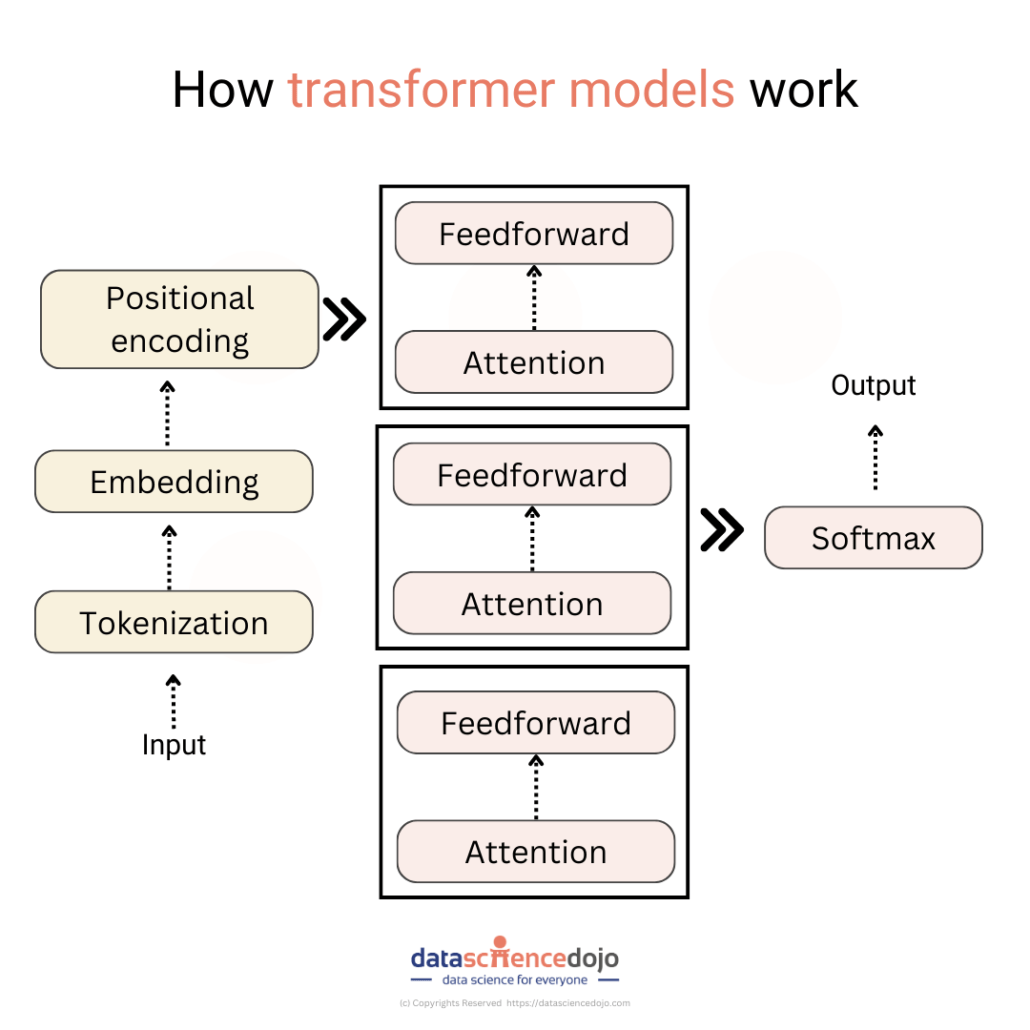 How transformer models work
Positional
encoding
Embedding
Tokenization
Input
Feedforward
Attention
Feedforward
Attention
Feedforward
Attention
Output
Softmax
datasciencedojo
data science for everyone
(c) Copyrights Reserved https://datasciencedojo.com